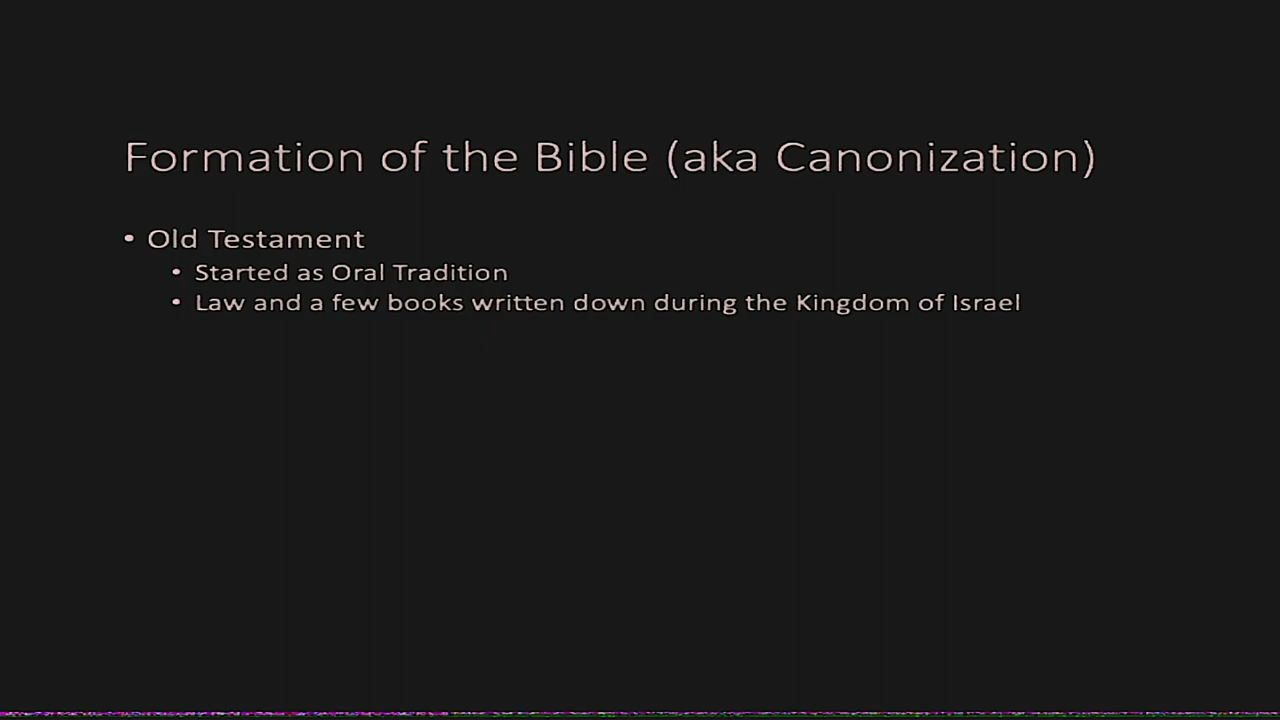 Formation of the Bible (aka Canonization)
• Old Testament
• Started as Oral Tradition
• Law and a few books written down during the Kingdom of Israel